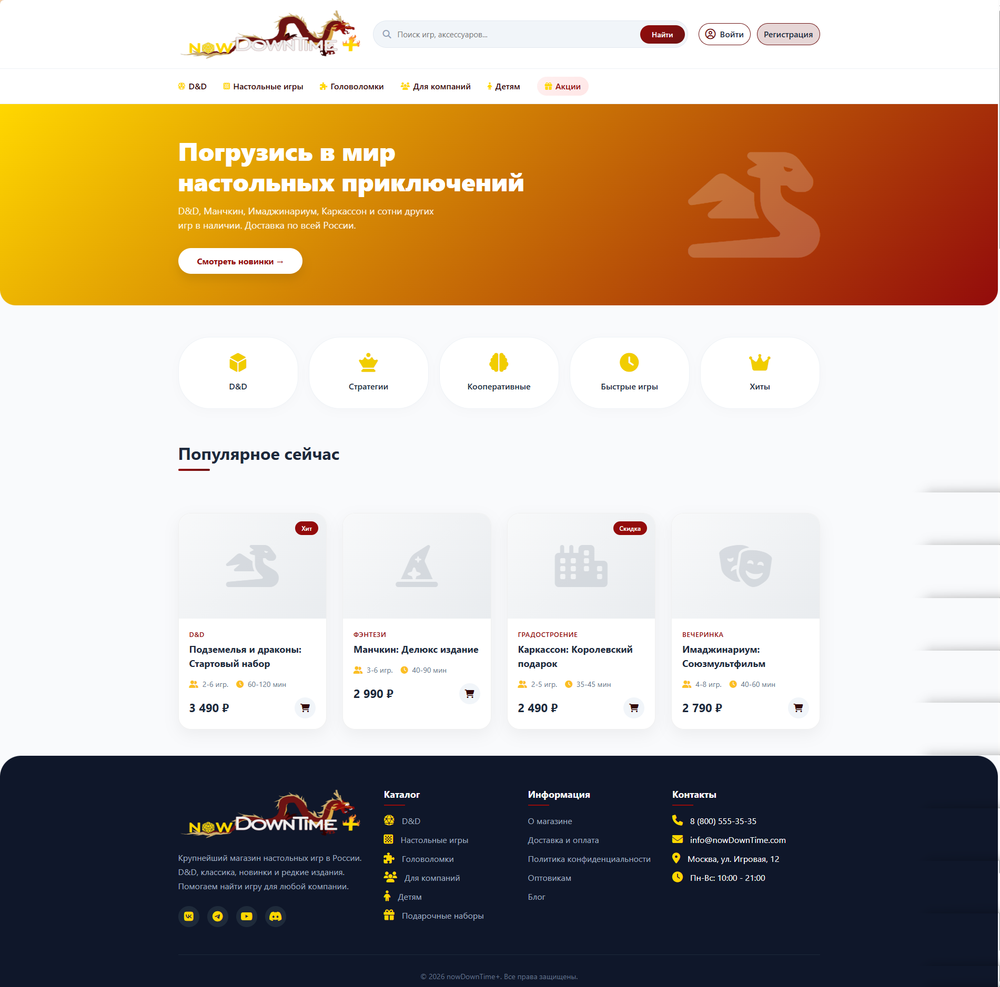 NOW DOWNTIME +
Поиск игр, аксессуаров...
Найти
Войти
Регистрация
D&D
Настольные игры
Головоломки
Для компаний
Детям
Акции
Погрузись в мир
настольных приключений
D&D, Манчкин, Имаджинариум, Каркассон и сотни других
игр в наличии. Доставка по всей России.
Смотреть новинки →
D&D
Стратегии
Кооперативные
Быстрые игры
Хиты
Популярное сейчас
Хит
D&D
Подземелья и драконы:
Стартовый набор
2-6 игр.
60-120 мин
3 490 ₽
ФЭНТЕЗИ
Манчкин: Делюкс издание
3-6 игр.
40-90 мин
2 990 ₽
Скидка
ГРАДОСТРОЕНИЕ
Каркассон: Королевский
подарок
2-5 игр.
35-45 мин
2 490 ₽
ВЕЧЕРИНКА
Имаджинариум:
Союзмультфильм
4-8 игр.
40-60 мин
2 790 ₽
NOW DOWNTIME +
Крупнейший магазин настольных игр в России.
D&D, классика, новинки и редкие издания.
Помогаем найти игру для любой компании.
Каталог
D&D
Настольные игры
Головоломки
Для компаний
Детям
Подарочные наборы
Информация
О магазине
Доставка и оплата
Политика конфиденциальности
Оптовикам
Блог
Контакты
8 (800) 555-35-35
info@nowDownTime.com
Москва, ул. Игровая, 12
Пн-Вс: 10:00 - 21:00
© 2026 nowDownTime+. Все права защищены.